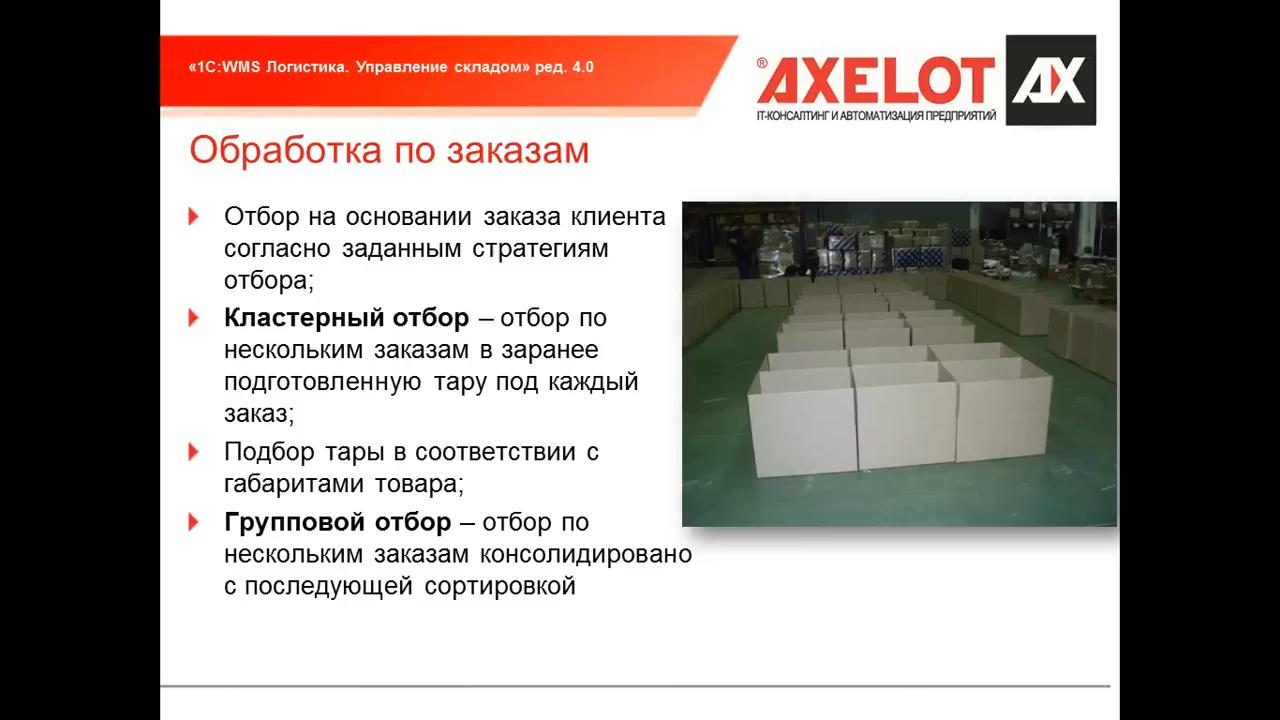 «1С:WMS Логистика. Управление складом» ред. 4.0
® AXELOT AX
IT-КОНСАЛТИНГ И АВТОМАТИЗАЦИЯ ПРЕДПРИЯТИЙ
Обработка по заказам
Отбор на основании заказа клиента
согласно заданным стратегиям
отбора;
Кластерный отбор – отбор по
нескольким заказам в заранее
подготовленную тару под каждый
заказ;
Подбор тары в соответствии с
габаритами товара;
Групповой отбор – отбор по
нескольким заказам консолидировано
с последующей сортировкой